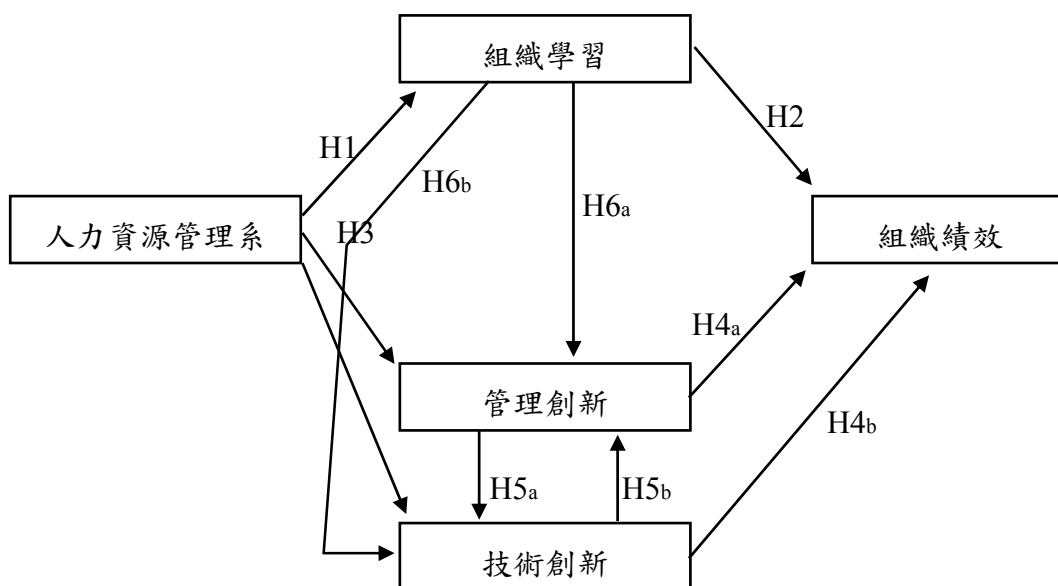 組織學習
H1
H2
H6b
H6a
人力資源管理系
H3
組織績效
H4a
管理創新
H4b
H5a
H5b
技術創新